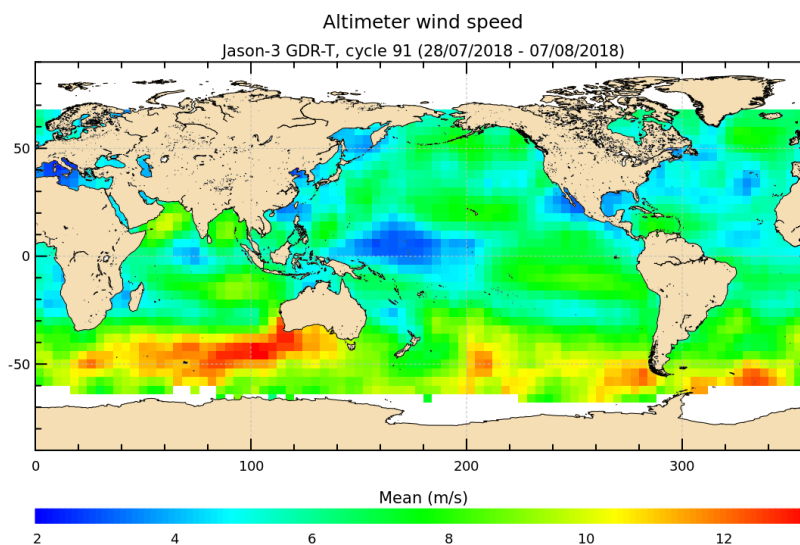 Altimeter wind speed
Jason-3 GDR-T, cycle 91 (28/07/2018 - 07/08/2018)
50
0
-50
0 100 200 300
Mean (m/s)
2 4 6 8 10 12